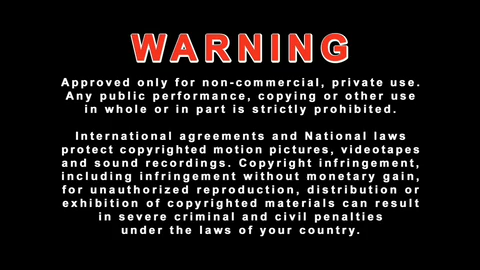 WARNING
Approved only for non-commercial, private use.
Any public performance, copying or other use
in whole or in part is strictly prohibited.
International agreements and National laws
protect copyrighted motion pictures, videotapes
and sound recordings. Copyright infringement,
including infringement without monetary gain,
for unauthorized reproduction, distribution or
exhibition of copyrighted materials can result
in severe criminal and civil penalties
under the laws of your country.